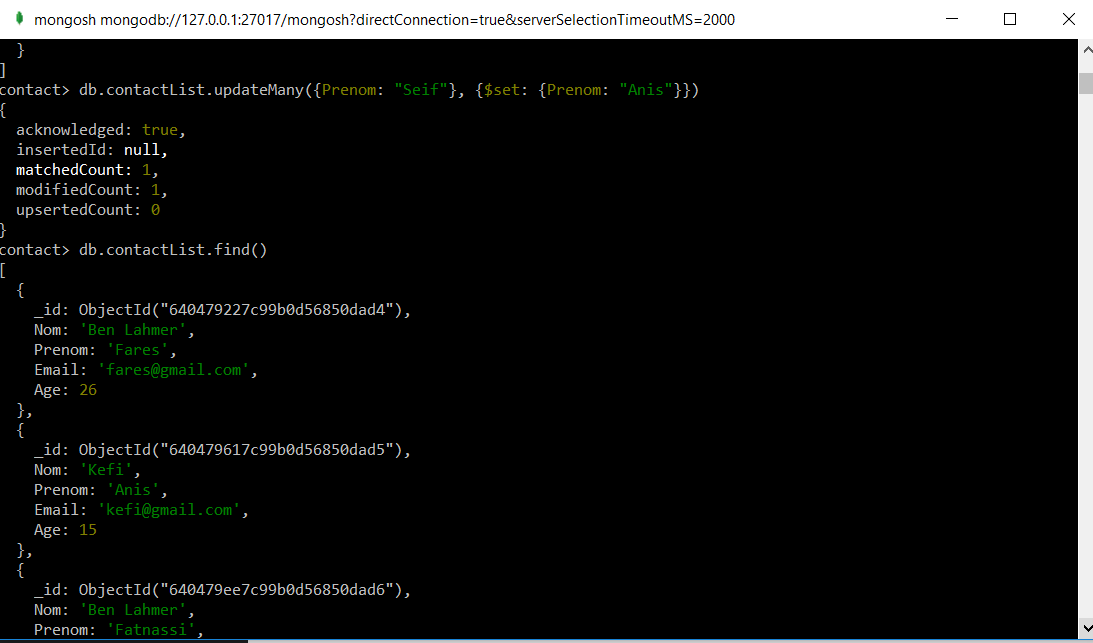 mongosh mongodb://127.0.0.1:27017/mongosh?directConnection=true&serverSelectionTimeoutMS=2000
  }
]
contact> db.contactList.updateMany({Prenom: "Seif"}, {$set: {Prenom: "Anis"}})
{
  acknowledged: true,
  insertedId: null,
  matchedCount: 1,
  modifiedCount: 1,
  upsertedCount: 0
}
contact> db.contactList.find()
[
  {
    _id: ObjectId("640479227c99b0d56850dad4"),
    Nom: 'Ben Lahmer',
    Prenom: 'Fares',
    Email: 'fares@gmail.com',
    Age: 26
  },
  {
    _id: ObjectId("640479617c99b0d56850dad5"),
    Nom: 'Kefi',
    Prenom: 'Anis',
    Email: 'kefi@gmail.com',
    Age: 15
  },
  {
    _id: ObjectId("640479ee7c99b0d56850dad6"),
    Nom: 'Ben Lahmer',
    Prenom: 'Fatnassi',